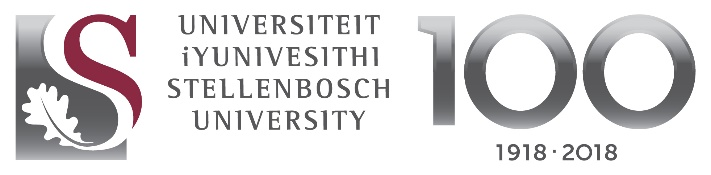 S
UNIVERSITEIT
iYUNIVESITHI
STELLENBOSCH
UNIVERSITY
100
1918 · 2018